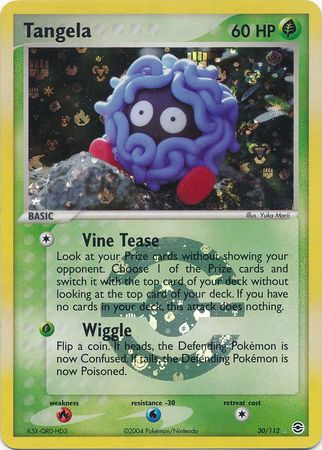 Tangela 60 HP
BASIC
Illus. Yuka Morii
Vine Tease
Look at your Prize cards without showing your
opponent. Choose 1 of the Prize cards and
switch it with the top card of your deck without
looking at the top card of your deck. If you have
no cards in your deck, this attack does nothing.
Wiggle
Flip a coin. If heads, the Defending Pokémon is
now Confused. If tails, the Defending Pokémon is
now Poisoned.
weakness resistance -30 retreat cost
K5X-QR0-HD3 ©2004 Pokémon/Nintendo 30/112